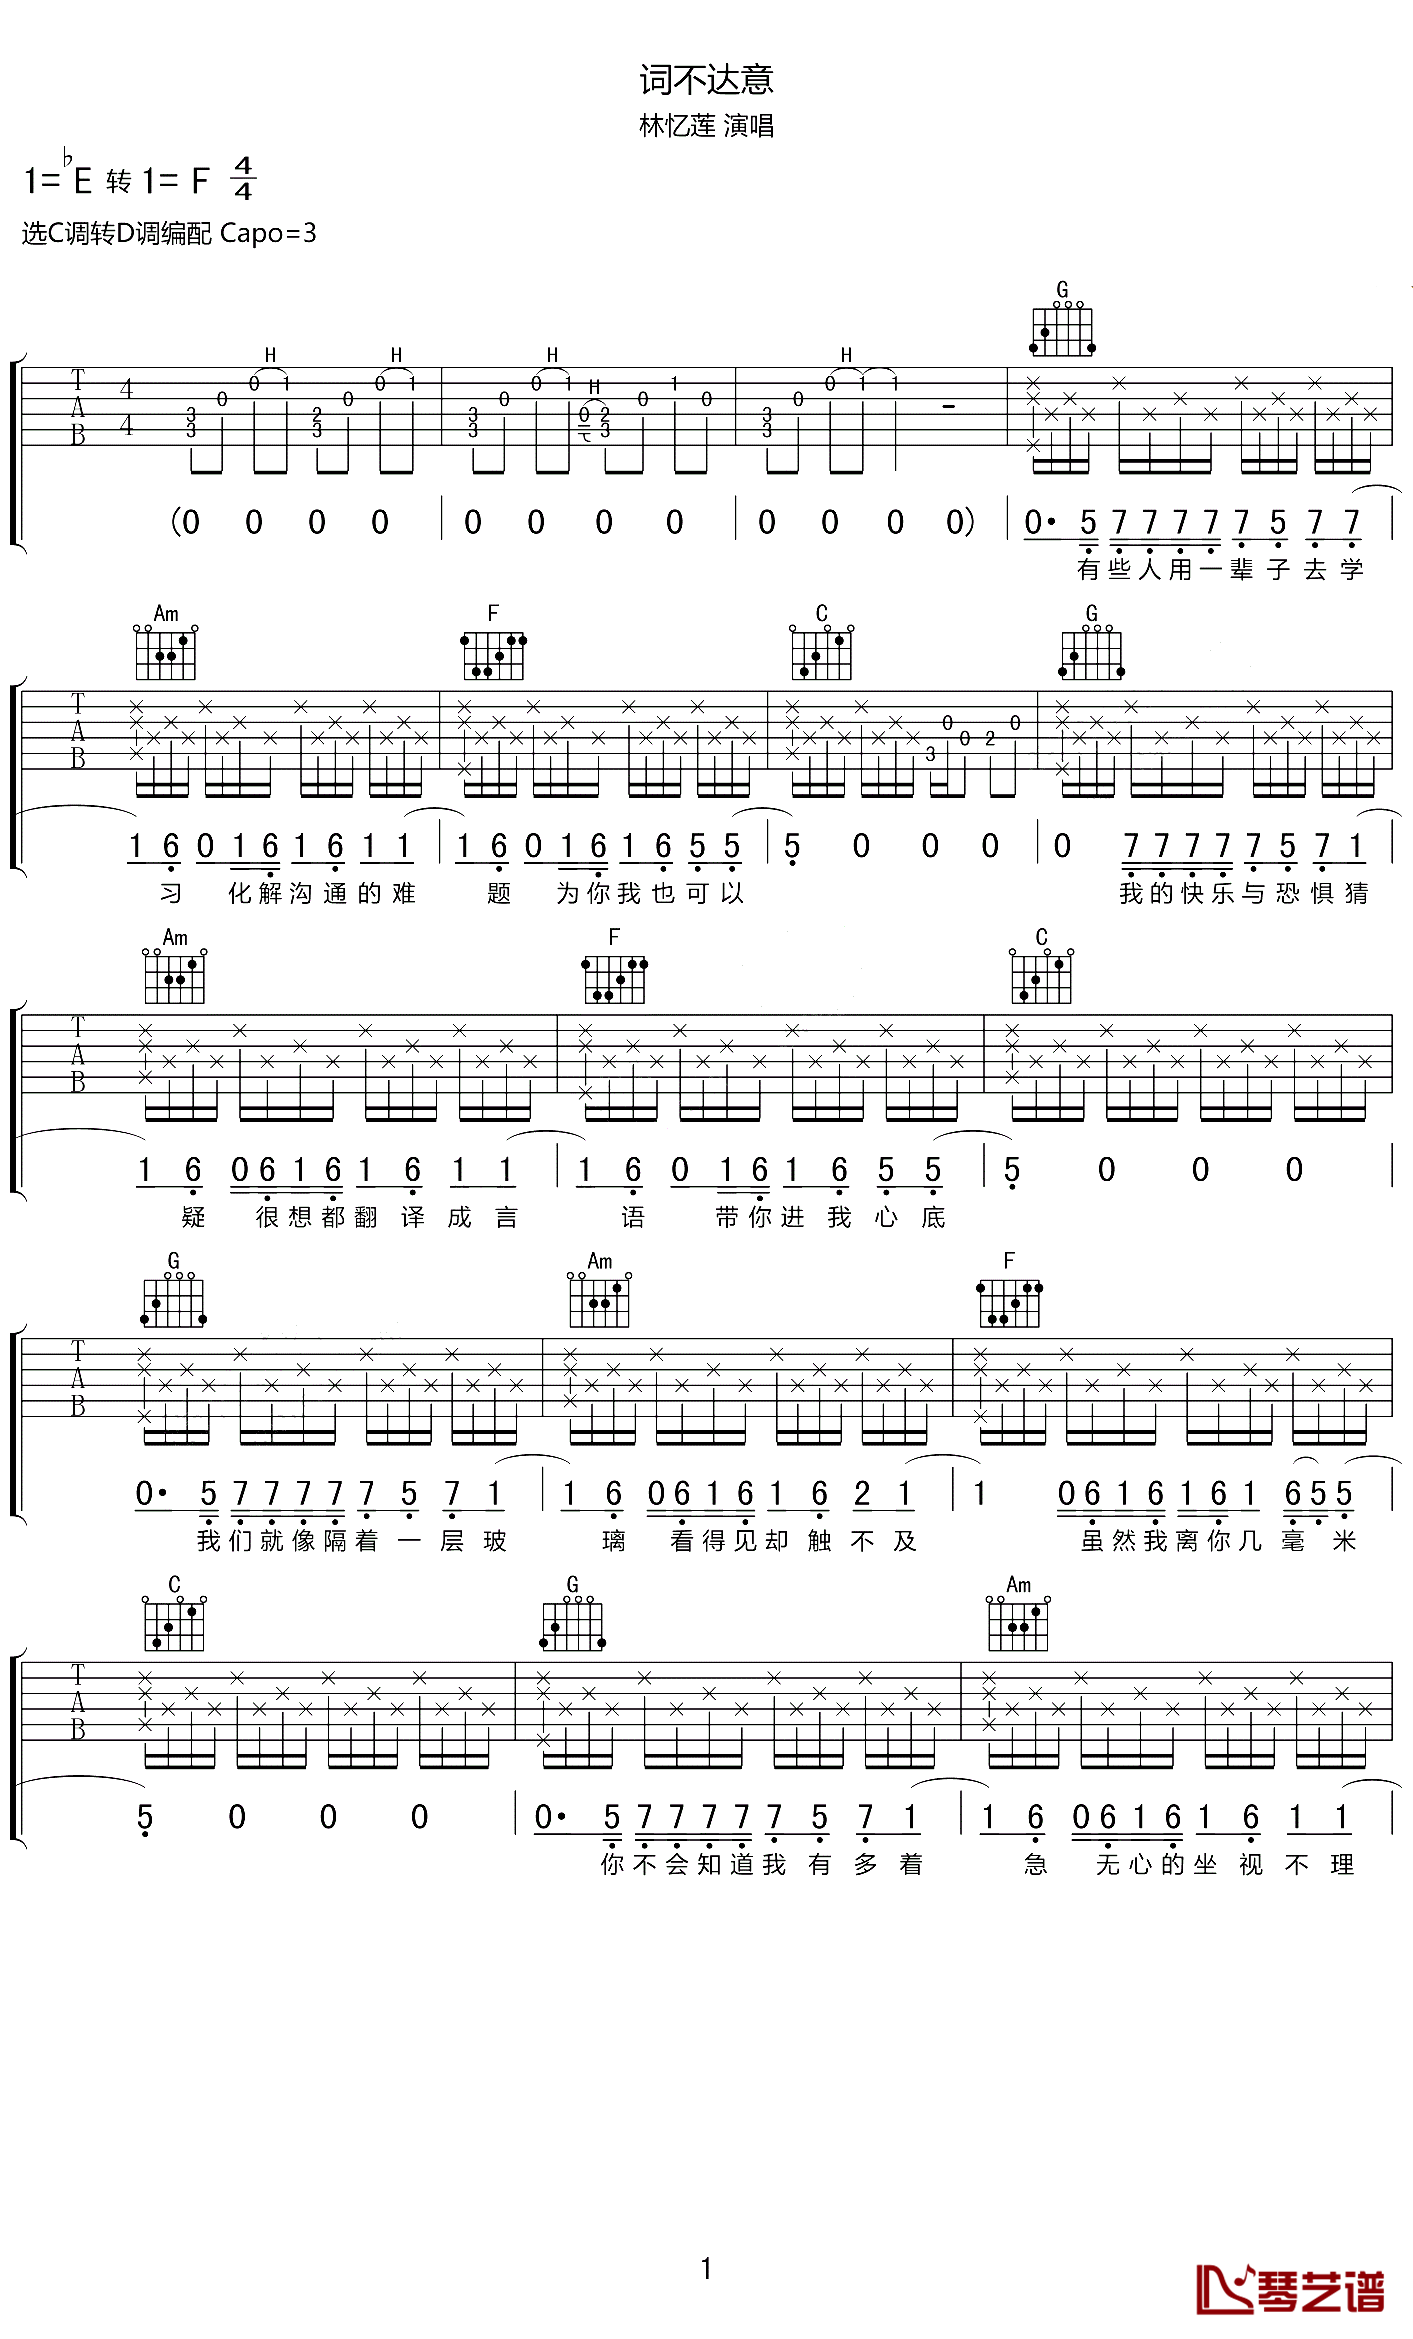 词不达意
林忆莲 演唱
1=♭E 转 1= F 4/4
选C调转D调编配 Capo=3
G
H H H H H
T A B 4 4
(0 0 0 0 | 0 0 0 0 | 0 0 0 0) | 0· 5 7 7 7 7 7 5 7 7
有些人用一辈子去学
Am F C G
T A B
1 6 0 1 6 1 6 1 1 | 1 6 0 1 6 1 6 5 5 | 5 0 0 0 | 0 7 7 7 7 7 5 7 1
习 化解沟通的难 题 为你我也可以 我的快乐与恐惧猜
Am F C
T A B
1 6 0 6 1 6 1 6 1 1 | 1 6 0 1 6 1 6 5 5 | 5 0 0 0
疑 很想都翻译成言 语 带你进我心底
G Am F
T A B
0· 5 7 7 7 7 7 5 7 1 | 1 6 0 6 1 6 1 6 2 1 | 1 0 6 1 6 1 6 1 6 5 5
我们就像隔着一层玻 璃 看得见却触不及 虽然我离你几毫米
C G Am
T A B
5 0 0 0 | 0· 5 7 7 7 7 7 5 7 1 | 1 6 0 6 1 6 1 6 1 1
你不会知道我有多着 急 无心的坐视不理
1
琴艺谱